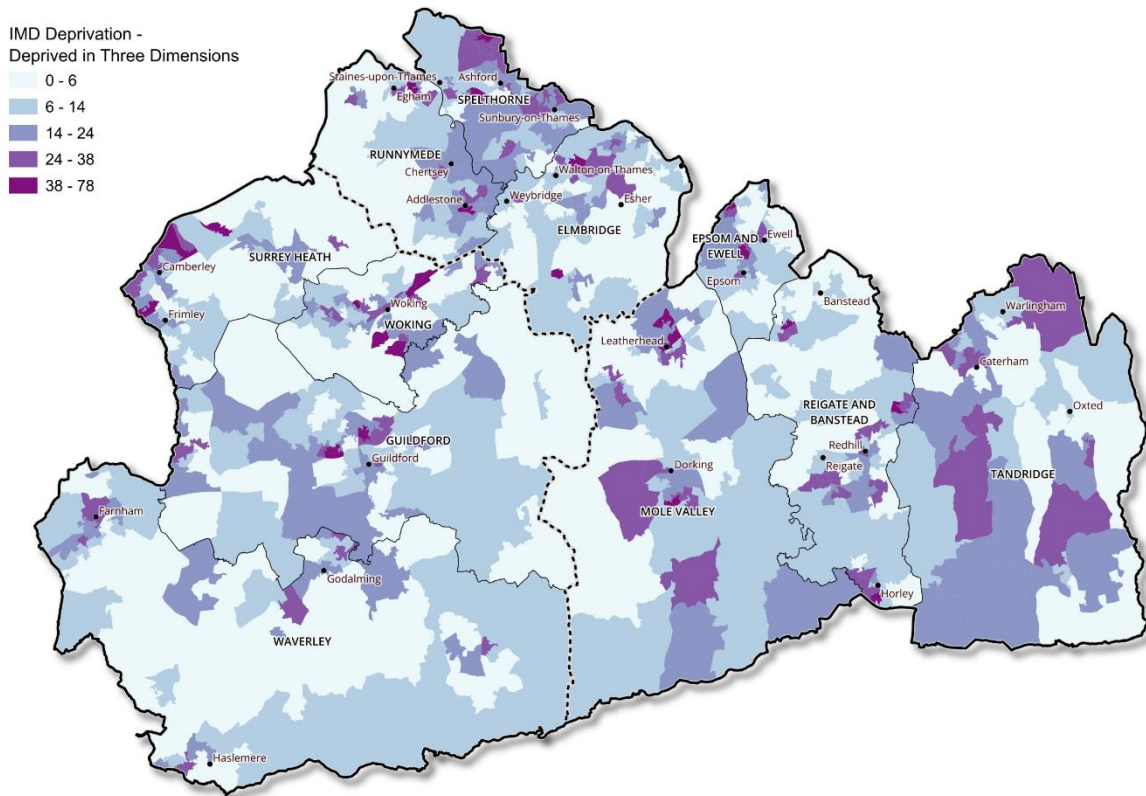 IMD Deprivation -
Deprived in Three Dimensions
0 - 6
6 - 14
14 - 24
24 - 38
38 - 78
Staines-upon-Thames
Ashford
Egham
SPELTHORNE
Sunbury-on-Thames
RUNNYMEDE
Chertsey
Walton-on-Thames
Addlestone
Weybridge
Esher
ELMBRIDGE
EPSOM AND
EWELL
Ewell
SURREY HEATH
Camberley
Epsom
Banstead
Woking
Warlingham
Frimley
WOKING
Leatherhead
Caterham
REIGATE AND
BANSTEAD
Oxted
GUILDFORD
Guildford
Redhill
Reigate
Dorking
TANDRIDGE
Farnham
MOLE VALLEY
Godalming
Horley
WAVERLEY
Haslemere